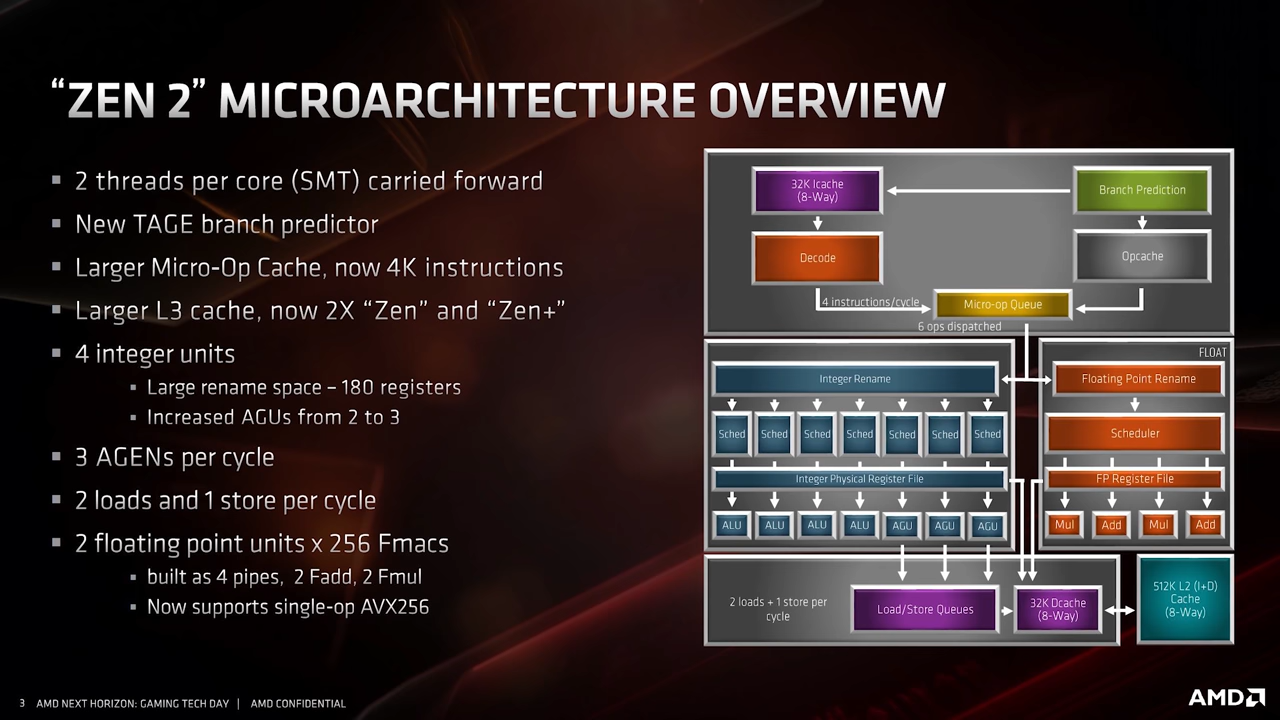 “ZEN 2” MICROARCHITECTURE OVERVIEW
2 threads per core (SMT) carried forward
New TAGE branch predictor
Larger Micro-Op Cache, now 4K instructions
Larger L3 cache, now 2X “Zen” and “Zen+”
4 integer units
Large rename space – 180 registers
Increased AGUs from 2 to 3
3 AGENs per cycle
2 loads and 1 store per cycle
2 floating point units x 256 Fmacs
built as 4 pipes, 2 Fadd, 2 Fmul
Now supports single-op AVX256
32K Icache
(8-Way)
Branch Prediction
Decode
Opcache
4 instructions/cycle
Micro-op Queue
6 ops dispatched
FLOAT
Integer Rename
Floating Point Rename
Sched Sched Sched Sched Sched Sched Sched
Scheduler
Integer Physical Register File
FP Register File
ALU ALU ALU ALU AGU AGU AGU
Mul Add Mul Add
2 loads + 1 store per
cycle
Load/Store Queues
32K Dcache
(8-Way)
512K L2 (I+D)
Cache
(8-Way)
3 AMD NEXT HORIZON: GAMING TECH DAY | AMD CONFIDENTIAL
AMD